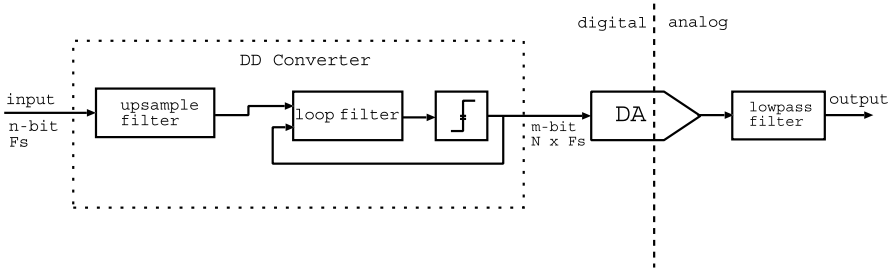 digital analog
DD Converter
input
n-bit
Fs
upsample
filter
loop filter
m-bit
N x Fs
DA
lowpass
filter
output